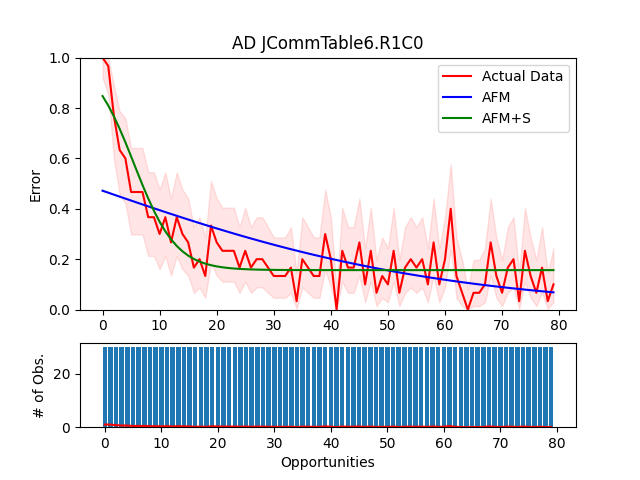 AD JCommTable6.R1C0
1.0
0.8
0.6
0.4
0.2
0.0
Error
Actual Data
AFM
AFM+S
0 10 20 30 40 50 60 70 80
20
0
# of Obs.
0 10 20 30 40 50 60 70 80
Opportunities